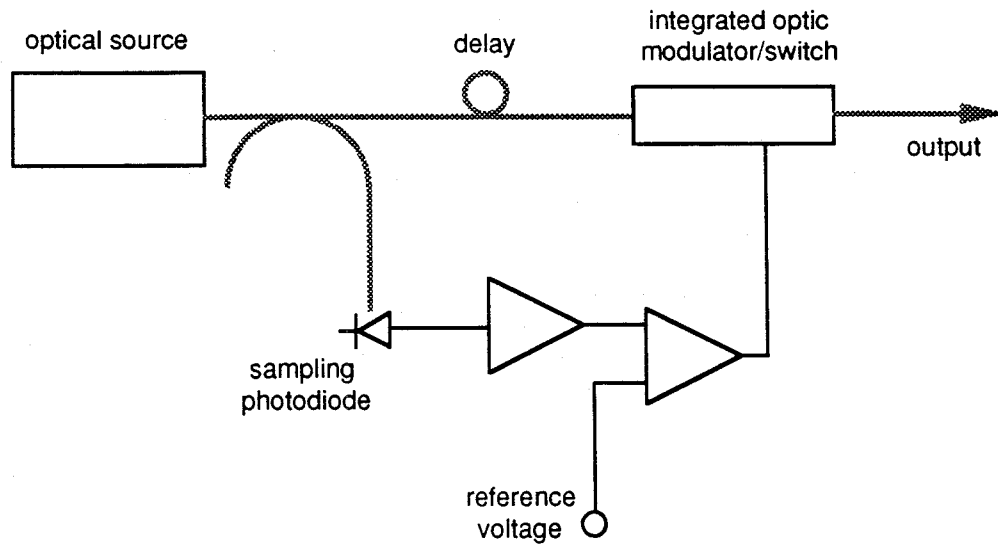 optical source
delay
integrated optic
modulator/switch
output
sampling
photodiode
reference
voltage